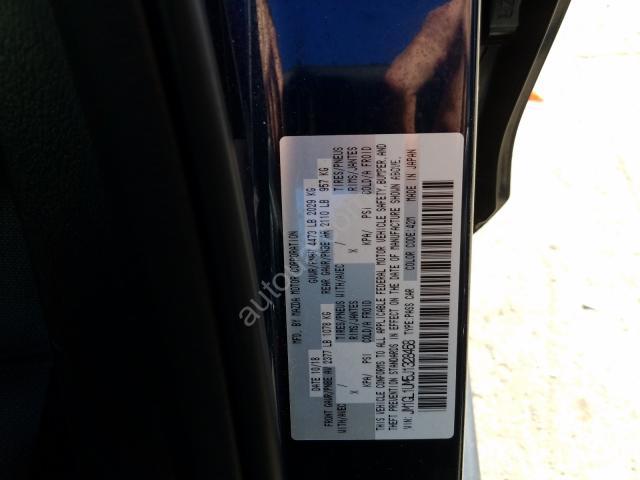 MFD. BY MAZDA MOTOR CORPORATION
DATE 10/18 GVWR/PNBV 4473 LB 2029 KG
FRONT GAWR/PNBE AV 2377 LB 1078 KG REAR GAWR/PNBE AR 2110 LB 957 KG
WITH/AVEC / TIRES/PNEUS WITH/AVEC / TIRES/PNEUS
X RIMS/JANTES X RIMS/JANTES
KPA/ PSI COLD/A FROID KPA/ PSI COLD/A FROID
THIS VEHICLE CONFORMS TO ALL APPLICABLE FEDERAL MOTOR VEHICLE SAFETY, BUMPER, AND
THEFT PREVENTION STANDARDS IN EFFECT ON THE DATE OF MANUFACTURE SHOWN ABOVE.
VIN: JM1GL1UM5J1328458 TYPE: PASS CAR COLOR CODE: 42M MADE IN JAPAN